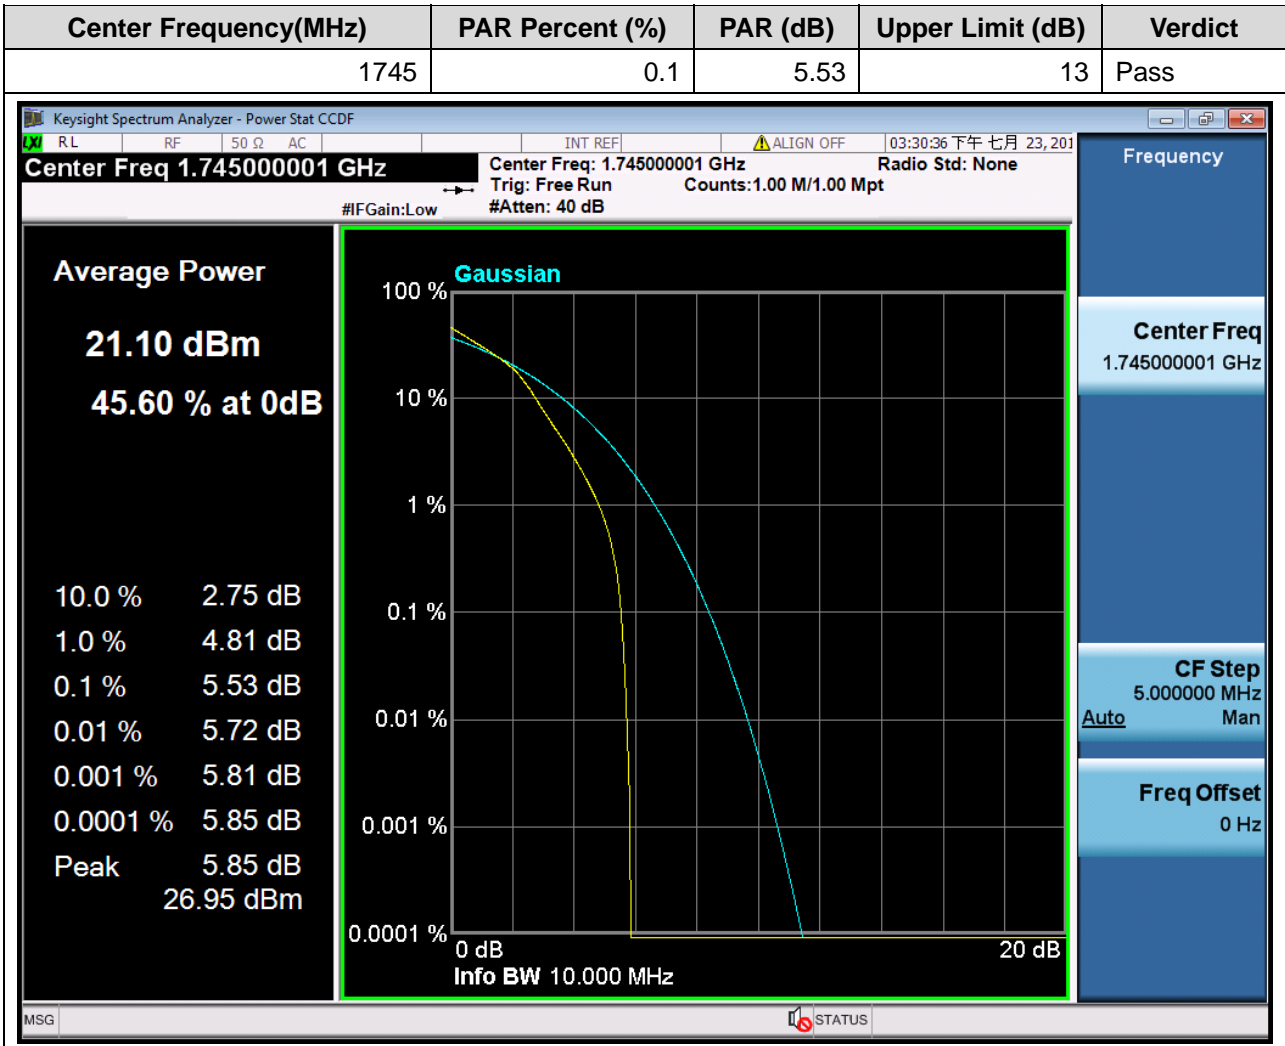 Center Frequency(MHz) PAR Percent (%) PAR (dB) Upper Limit (dB) Verdict
1745 0.1 5.53 13 Pass
Keysight Spectrum Analyzer - Power Stat CCDF
LXI RL RF 50 Ω AC INT REF ALIGN OFF 03:30:36 下午 七月 23, 201
Center Freq 1.745000001 GHz
Center Freq: 1.745000001 GHz Radio Std: None
Trig: Free Run Counts:1.00 M/1.00 Mpt
#IFGain:Low #Atten: 40 dB
Average Power
21.10 dBm
45.60 % at 0dB
10.0 % 2.75 dB
1.0 % 4.81 dB
0.1 % 5.53 dB
0.01 % 5.72 dB
0.001 % 5.81 dB
0.0001 % 5.85 dB
Peak 5.85 dB
26.95 dBm
Gaussian
100 %
10 %
1 %
0.1 %
0.01 %
0.001 %
0.0001 %
0 dB 20 dB
Info BW 10.000 MHz
Frequency
Center Freq
1.745000001 GHz
CF Step
5.000000 MHz
Auto Man
Freq Offset
0 Hz
MSG STATUS